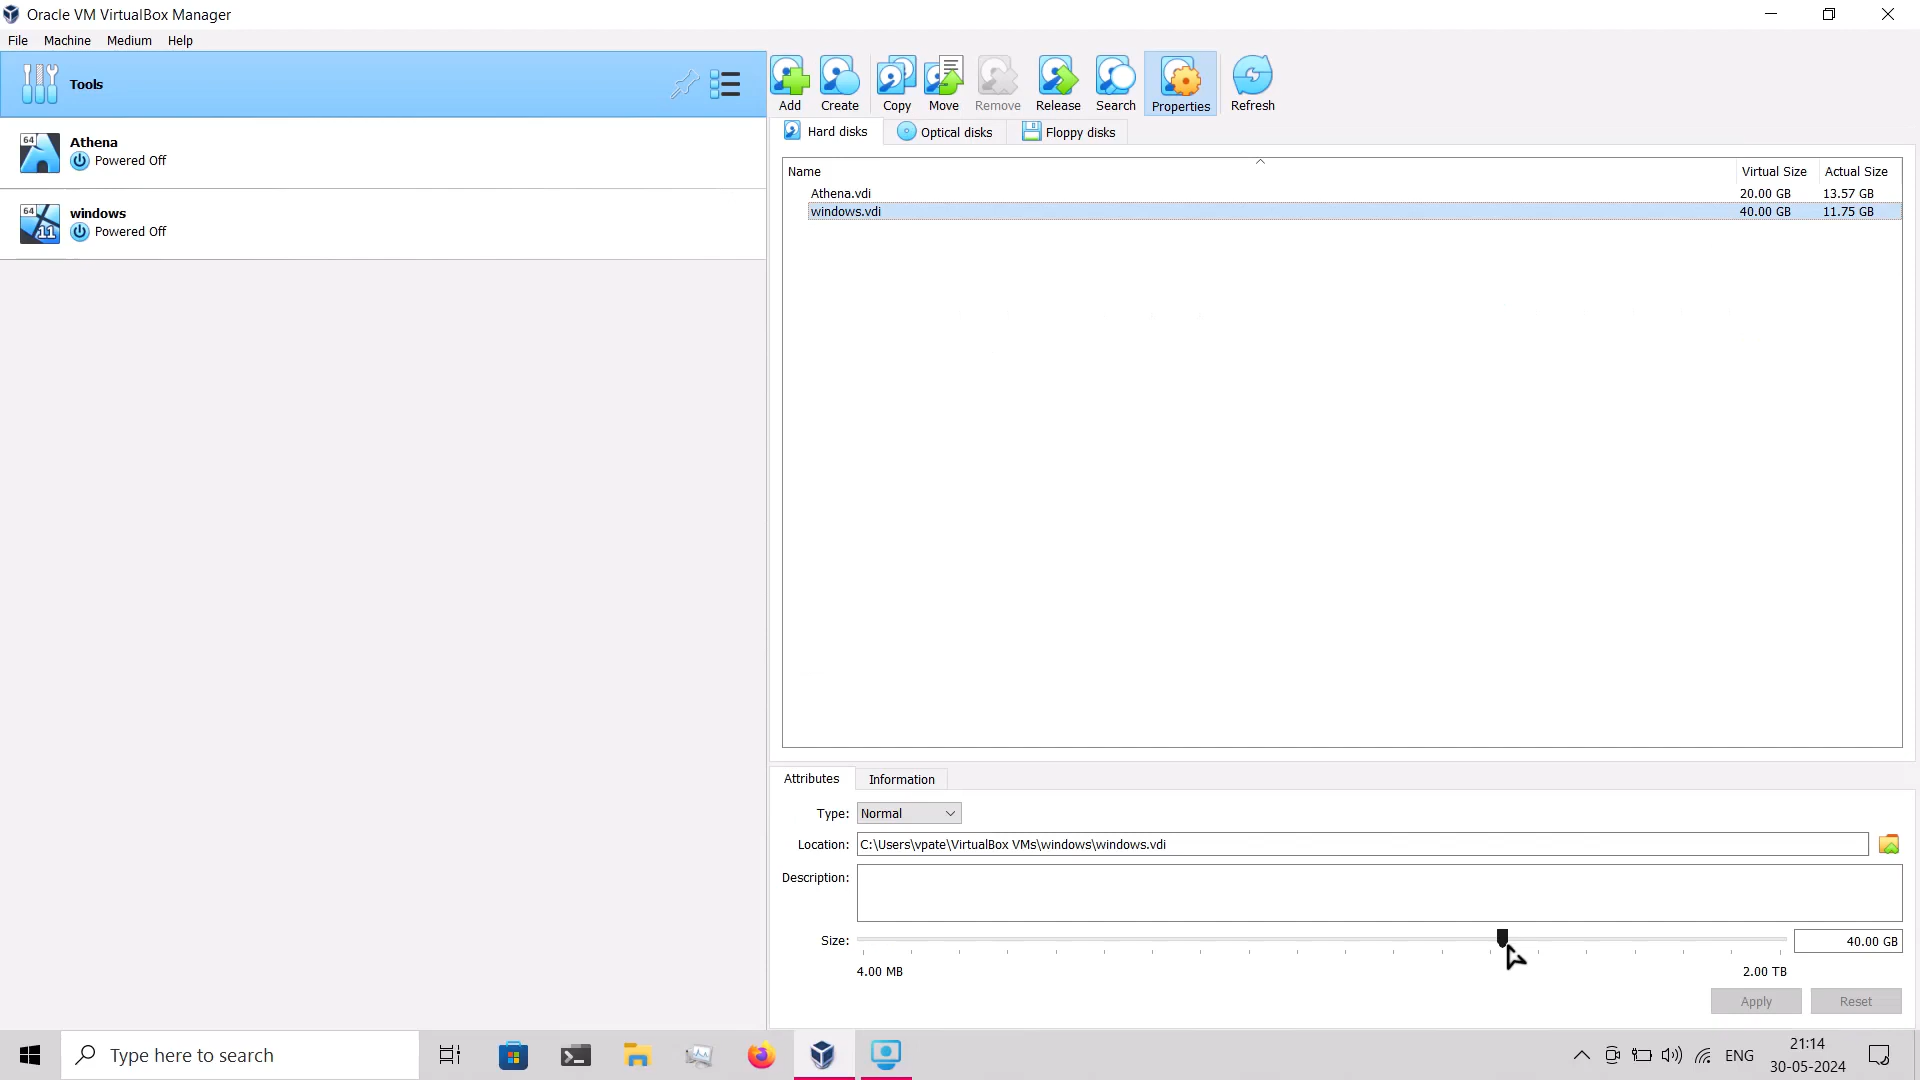 Oracle VM VirtualBox Manager
File Machine Medium Help
Tools
64
Athena
Powered Off
64
11
windows
Powered Off
Add Create Copy Move Remove Release Search Properties Refresh
Hard disks Optical disks Floppy disks
Name Virtual Size Actual Size
Athena.vdi 20.00 GB 13.57 GB
windows.vdi 40.00 GB 11.75 GB
Attributes Information
Type: Normal
Location: C:\Users\vpate\VirtualBox VMs\windows\windows.vdi
Description:
Size: 40.00 GB
4.00 MB 2.00 TB
Apply Reset
Type here to search
ENG
21:14
30-05-2024